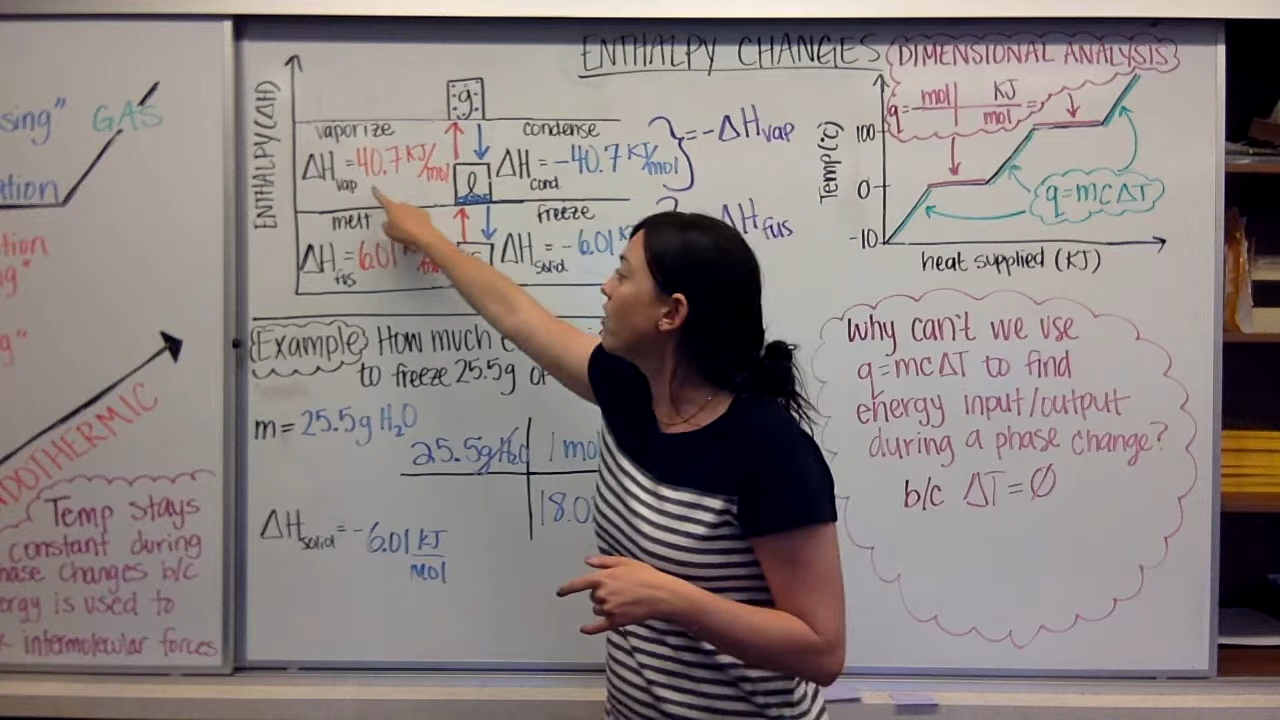 sing"
GAS
ation
tion
g"
g"
DOTHERMIC
Temp stays
constant during
hase changes b/c
ergy is used to
intermolecular forces
ENTHALPY CHANGES
ENTHALPY (ΔH)
g
vaporize
condense
ΔHvap = 40.7 KJ/mol
ΔHcond = -40.7 KJ/mol
} = -ΔHvap
l
melt
freeze
ΔHfus = 6.01
ΔHsolid = -6.01
ΔHfus
Example How much
to freeze 25.5g of
m = 25.5g H2O
25.5g H2O | 1 mo
18.0
ΔHsolid = -6.01 KJ
mol
DIMENSIONAL ANALYSIS
q = mol | KJ
mol =
Temp (°C)
100
0
-10
q = mCΔT
heat supplied (KJ)
Why can't we use
q=mCΔT to find
energy input/output
during a phase change?
b/c ΔT = Ø